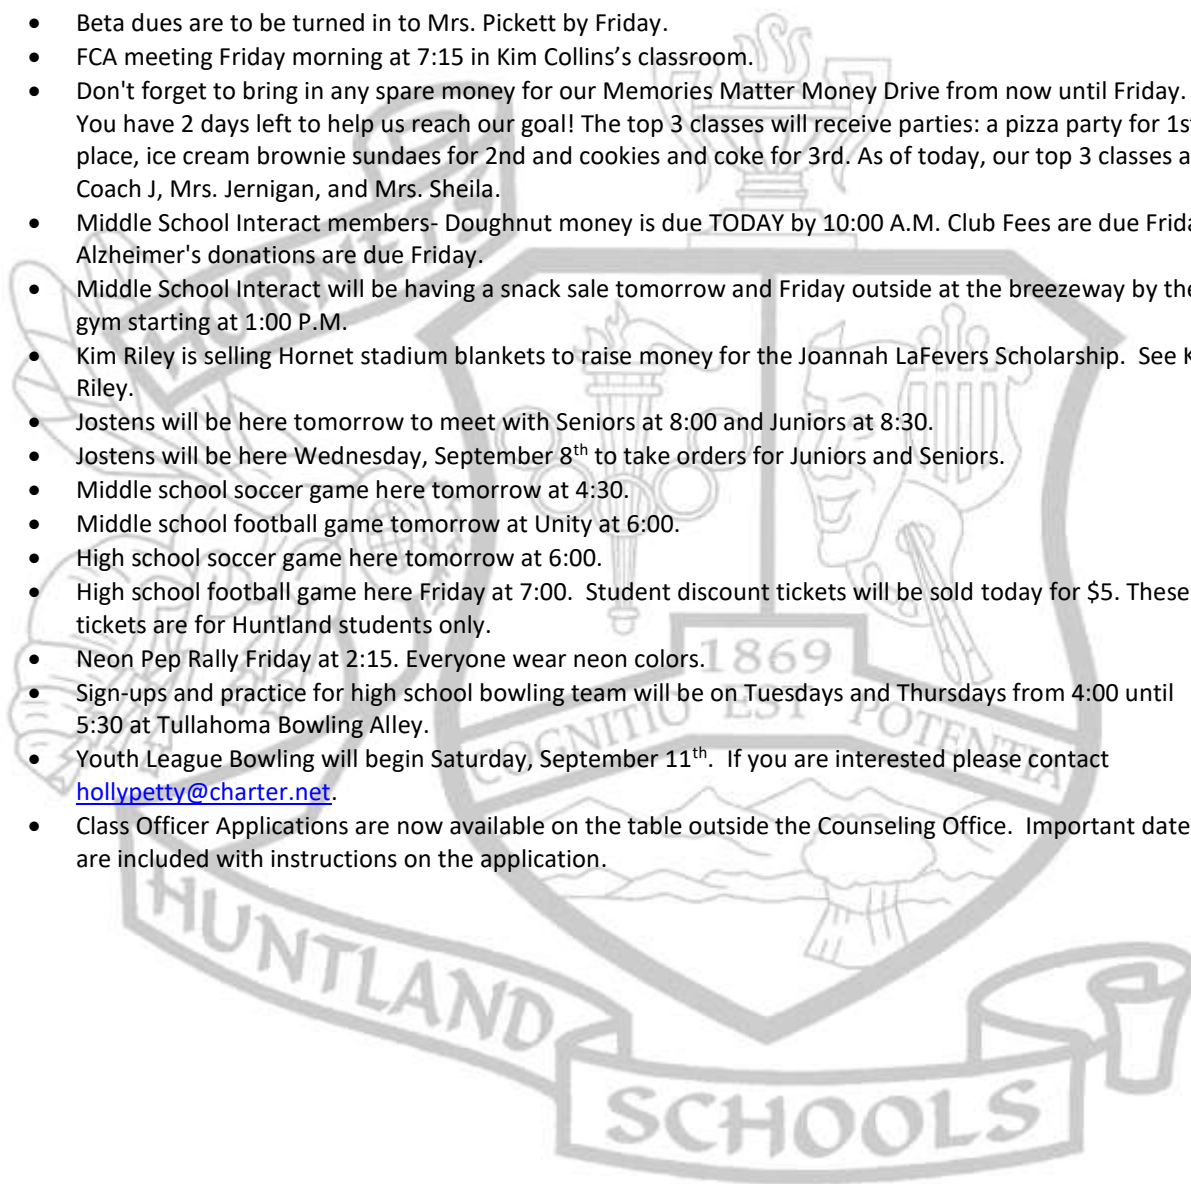 • Beta dues are to be turned in to Mrs. Pickett by Friday.
• FCA meeting Friday morning at 7:15 in Kim Collins’s classroom.
• Don't forget to bring in any spare money for our Memories Matter Money Drive from now until Friday.
You have 2 days left to help us reach our goal! The top 3 classes will receive parties: a pizza party for 1s
place, ice cream brownie sundaes for 2nd and cookies and coke for 3rd. As of today, our top 3 classes a
Coach J, Mrs. Jernigan, and Mrs. Sheila.
• Middle School Interact members- Doughnut money is due TODAY by 10:00 A.M. Club Fees are due Frida
Alzheimer's donations are due Friday.
• Middle School Interact will be having a snack sale tomorrow and Friday outside at the breezeway by the
gym starting at 1:00 P.M.
• Kim Riley is selling Hornet stadium blankets to raise money for the Joannah LaFevers Scholarship.  See K
Riley.
• Jostens will be here tomorrow to meet with Seniors at 8:00 and Juniors at 8:30.
• Jostens will be here Wednesday, September 8th to take orders for Juniors and Seniors.
• Middle school soccer game here tomorrow at 4:30.
• Middle school football game tomorrow at Unity at 6:00.
• High school soccer game here tomorrow at 6:00.
• High school football game here Friday at 7:00.  Student discount tickets will be sold today for $5. These
tickets are for Huntland students only.
• Neon Pep Rally Friday at 2:15. Everyone wear neon colors.
• Sign-ups and practice for high school bowling team will be on Tuesdays and Thursdays from 4:00 until
5:30 at Tullahoma Bowling Alley.
• Youth League Bowling will begin Saturday, September 11th.  If you are interested please contact
hollypetty@charter.net.
• Class Officer Applications are now available on the table outside the Counseling Office.  Important date
are included with instructions on the application.
HORNETS
1869
COGNITIO EST POTENTIA
HUNTLAND
SCHOOLS